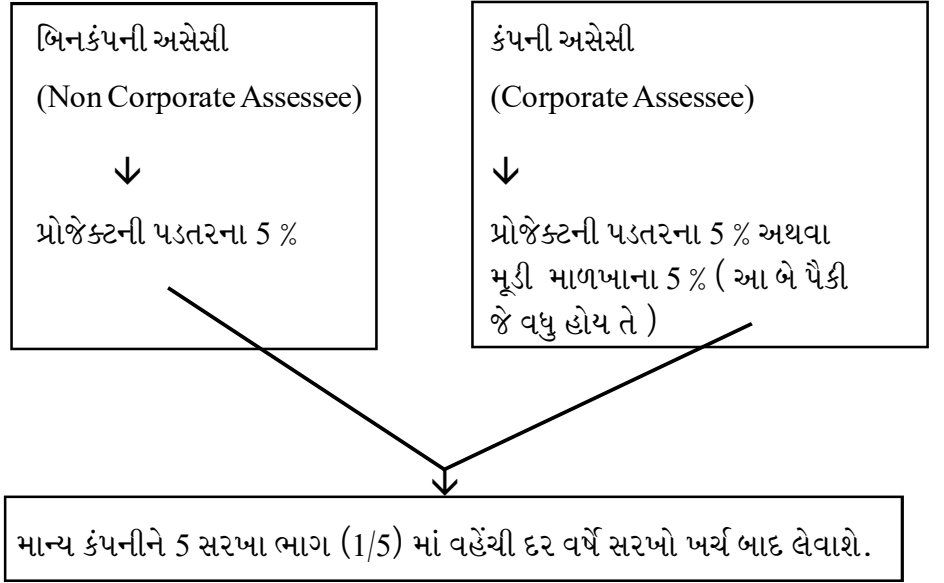 બિનકંપની અસેસી
(Non Corporate Assessee)
પ્રોજેક્ટની પડતરના 5 %
કંપની અસેસી
(Corporate Assessee)
પ્રોજેક્ટની પડતરના 5 % અથવા
મૂડી માળખાના 5 % ( આ બે પૈકી
જે વધુ હોય તે )
માન્ય કંપનીને 5 સરખા ભાગ (1/5) માં વહેંચી દર વર્ષે સરખો ખર્ચ બાદ લેવાશે.